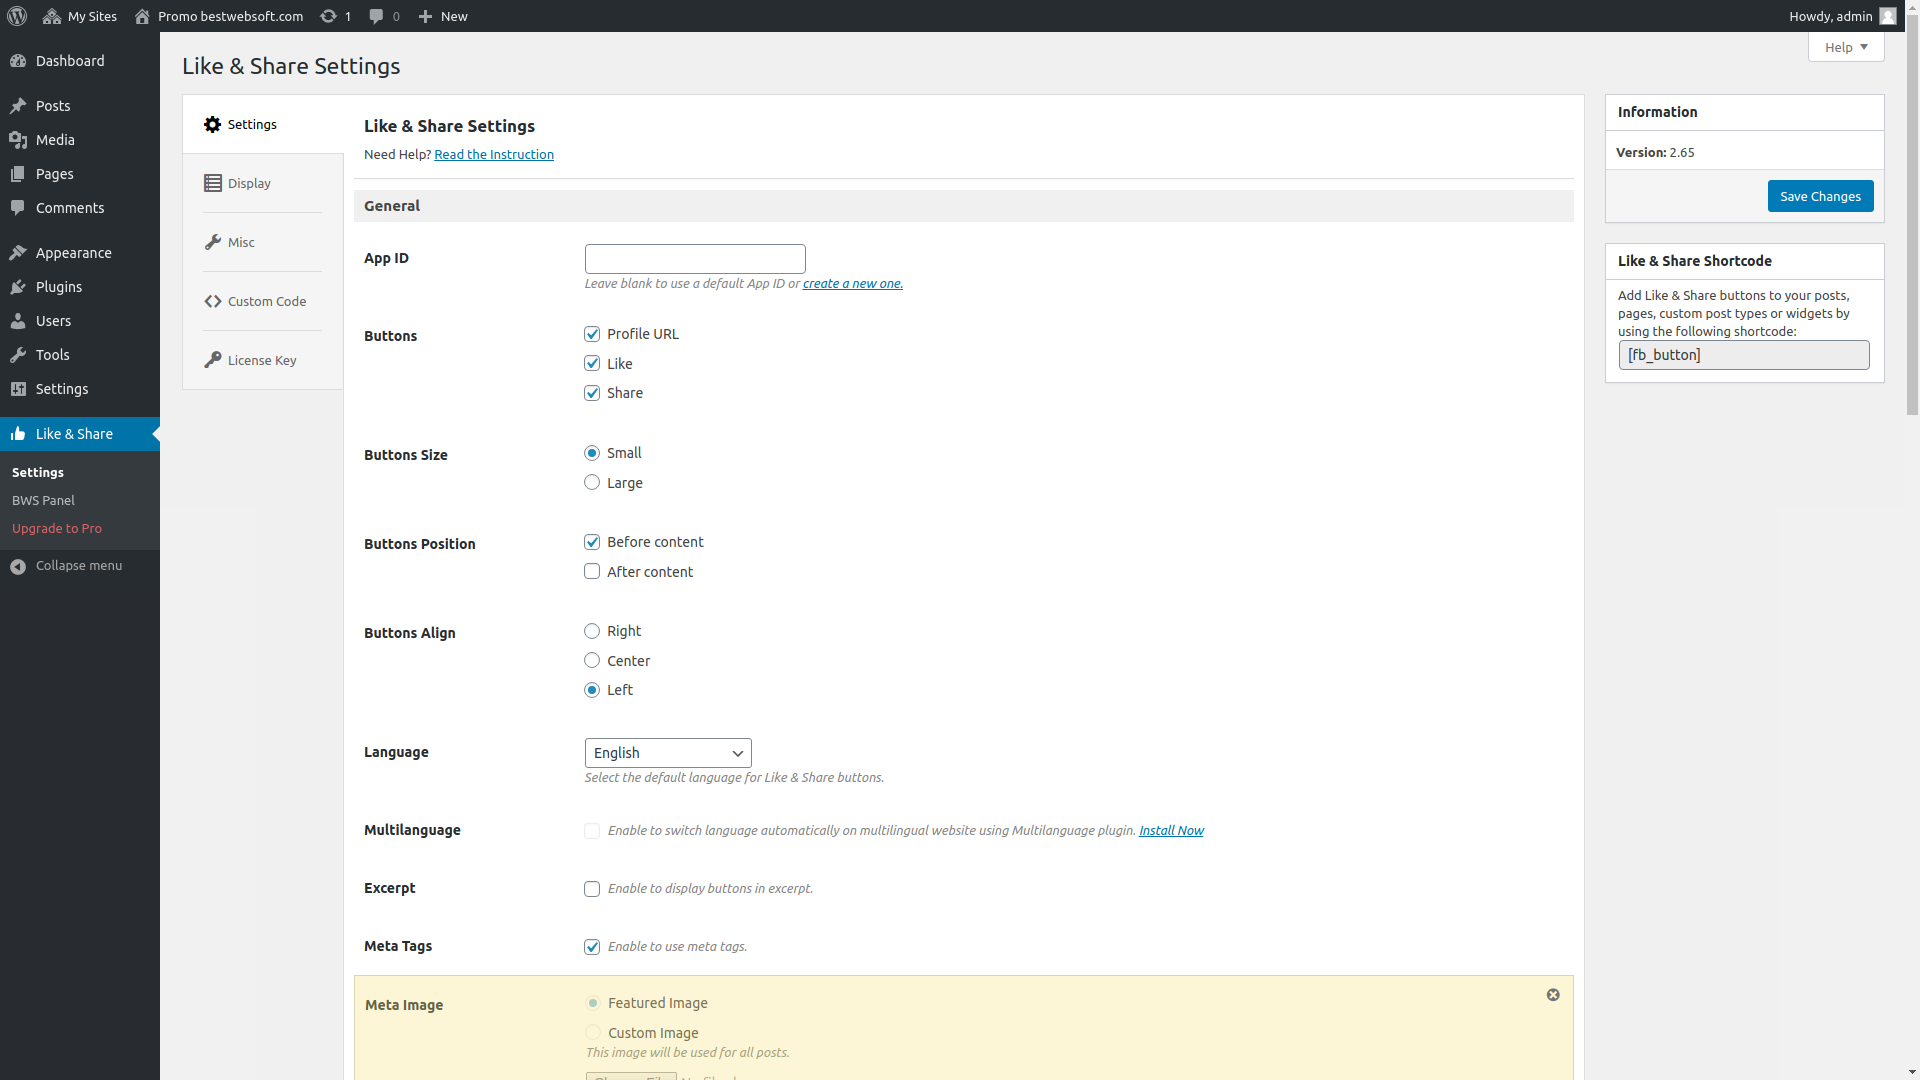 My Sites
Promo bestwebsoft.com
1
0
New
Howdy, admin
Help
Dashboard
Posts
Media
Pages
Comments
Appearance
Plugins
Users
Tools
Settings
Like & Share
Settings
BWS Panel
Upgrade to Pro
Collapse menu
Like & Share Settings
Settings
Display
Misc
Custom Code
License Key
Like & Share Settings
Need Help? Read the Instruction
General
App ID
Leave blank to use a default App ID or create a new one.
Buttons
Profile URL
Like
Share
Buttons Size
Small
Large
Buttons Position
Before content
After content
Buttons Align
Right
Center
Left
Language
English
Select the default language for Like & Share buttons.
Multilanguage
Enable to switch language automatically on multilingual website using Multilanguage plugin. Install Now
Excerpt
Enable to display buttons in excerpt.
Meta Tags
Enable to use meta tags.
Meta Image
Featured Image
Custom Image
This image will be used for all posts.
Information
Version: 2.65
Save Changes
Like & Share Shortcode
Add Like & Share buttons to your posts,
pages, custom post types or widgets by
using the following shortcode:
[fb_button]